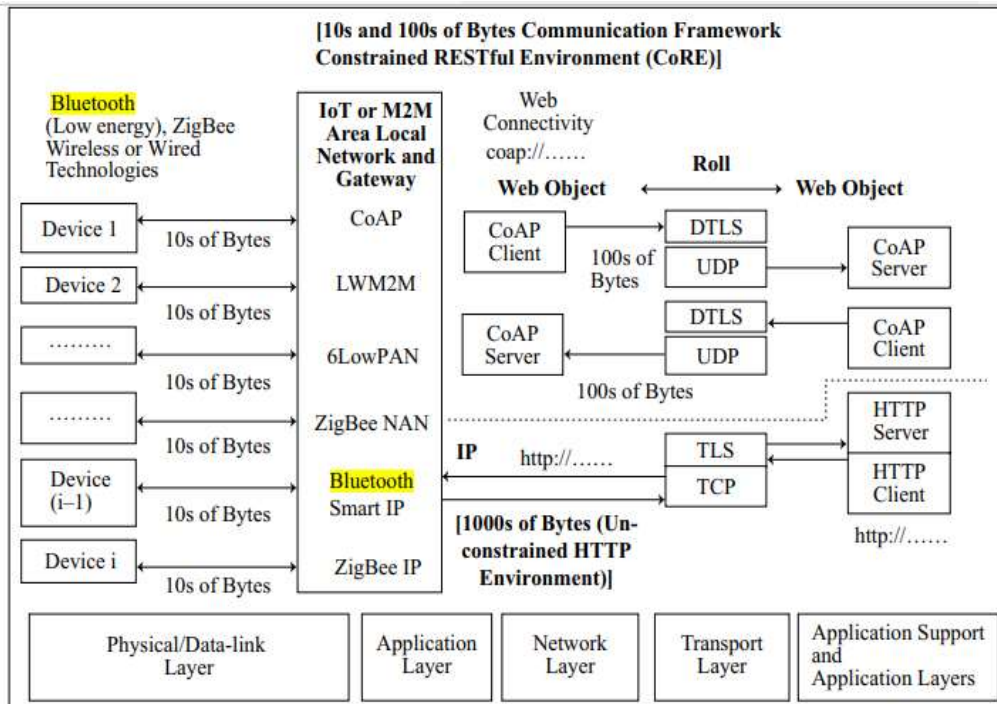 [10s and 100s of Bytes Communication Framework
Constrained RESTful Environment (CoRE)]
Bluetooth
(Low energy), ZigBee
Wireless or Wired
Technologies
IoT or M2M
Area Local
Network and
Gateway
Web
Connectivity
coap://......
Roll
Web Object
Web Object
Device 1
10s of Bytes
CoAP
CoAP
Client
DTLS
UDP
100s of
Bytes
CoAP
Server
Device 2
10s of Bytes
LWM2M
.........
10s of Bytes
6LowPAN
CoAP
Server
DTLS
UDP
100s of Bytes
CoAP
Client
.........
10s of Bytes
ZigBee NAN
IP
http://......
TLS
TCP
HTTP
Server
HTTP
Client
http://......
Device
(i–1)
10s of Bytes
Bluetooth
Smart IP
[1000s of Bytes (Un-
constrained HTTP
Environment)]
Device i
10s of Bytes
ZigBee IP
Physical/Data-link
Layer
Application
Layer
Network
Layer
Transport
Layer
Application Support
and
Application Layers